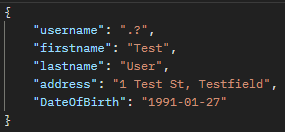 {
"username": ".?",
"firstname": "Test",
"lastname": "User",
"address": "1 Test St, Testfield",
"DateOfBirth": "1991-01-27"
}